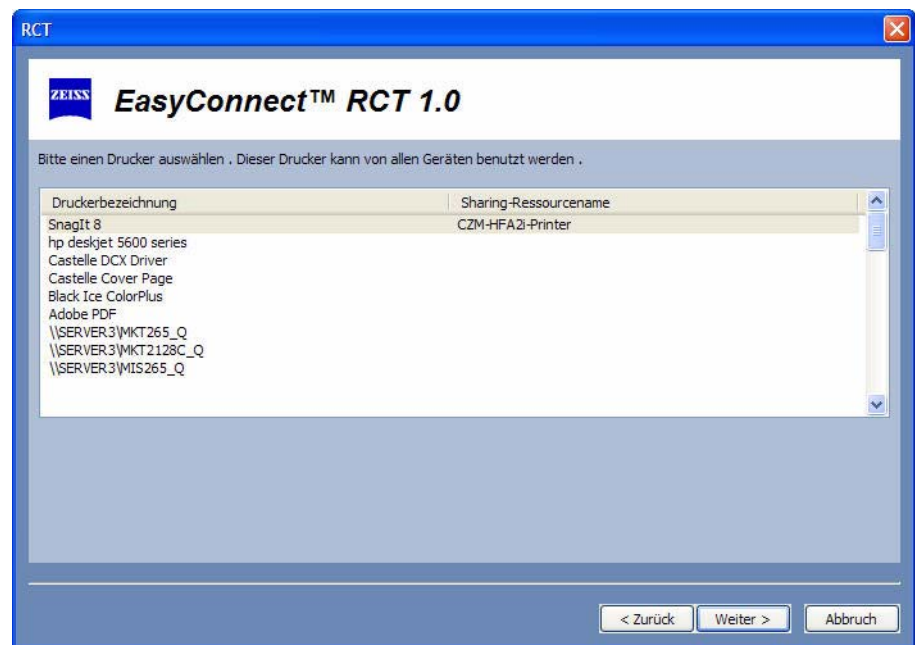 RCT
ZEISS
EasyConnect™ RCT 1.0
Bitte einen Drucker auswählen . Dieser Drucker kann von allen Geräten benutzt werden .
Druckerbezeichnung Sharing-Ressourcename
SnagIt 8 CZM-HFA2i-Printer
hp deskjet 5600 series
Castelle DCX Driver
Castelle Cover Page
Black Ice ColorPlus
Adobe PDF
\\SERVER3\MKT265_Q
\\SERVER3\MKT2128C_Q
\\SERVER3\MIS265_Q
< Zurück Weiter > Abbruch